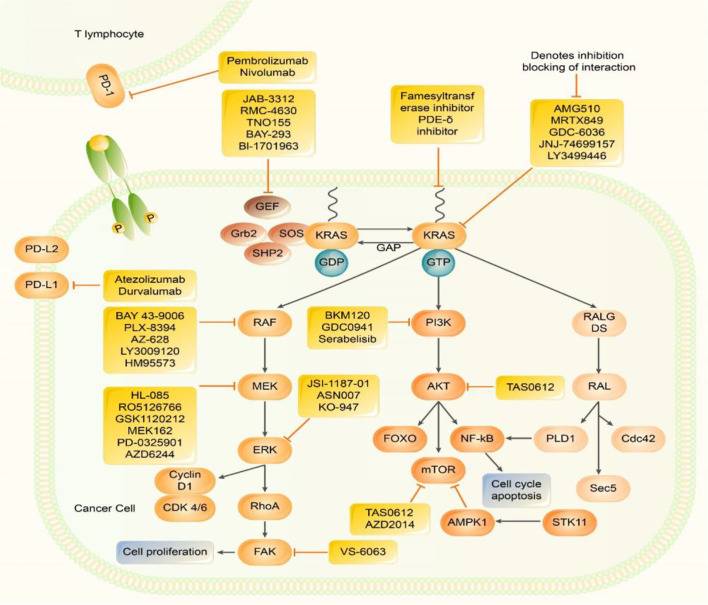 T lymphocyte
PD-1
Pembrolizumab
Nivolumab
JAB-3312
RMC-4630
TNO155
BAY-293
BI-1701963
Famesyltransf
erase inhibitor
PDE-δ
inhibitor
Denotes inhibition
blocking of interaction
AMG510
MRTX849
GDC-6036
JNJ-74699157
LY3499446
P
P
GEF
Grb2
SOS
SHP2
KRAS
GDP
GAP
KRAS
GTP
PD-L2
PD-L1
Atezolizumab
Durvalumab
BAY 43-9006
PLX-8394
AZ-628
LY3009120
HM95573
RAF
BKM120
GDC0941
Serabelisib
PI3K
RALG
DS
HL-085
RO5126766
GSK1120212
MEK162
PD-0325901
AZD6244
MEK
JSI-1187-01
ASN007
KO-947
AKT
TAS0612
RAL
ERK
FOXO
NF-kB
PLD1
Cdc42
mTOR
Cyclin
D1
CDK 4/6
Cell cycle
apoptosis
Sec5
Cancer Cell
RhoA
TAS0612
AZD2014
AMPK1
STK11
Cell proliferation
FAK
VS-6063